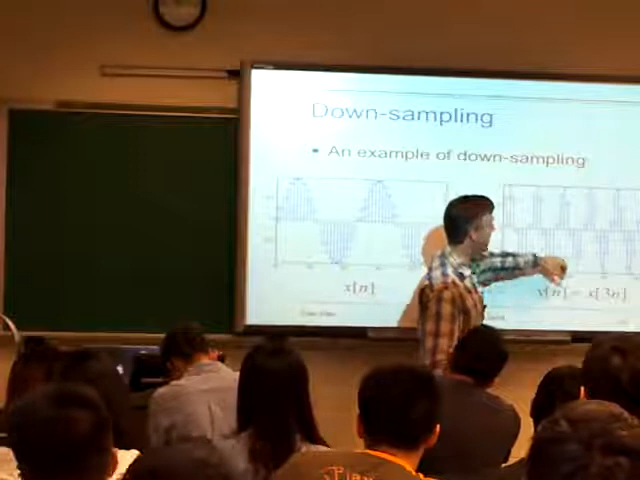 Down-sampling
• An example of down-sampling
x[n]
y[n] = x[3n]